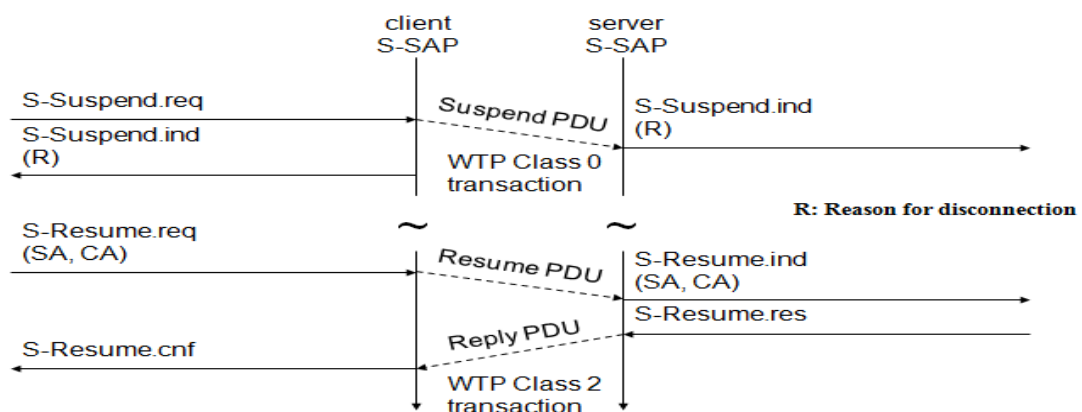 client
S-SAP
server
S-SAP
S-Suspend.req
Suspend PDU
S-Suspend.ind
(R)
S-Suspend.ind
(R)
WTP Class 0
transaction
R: Reason for disconnection
~
~
S-Resume.req
(SA, CA)
Resume PDU
S-Resume.ind
(SA, CA)
S-Resume.res
Reply PDU
S-Resume.cnf
WTP Class 2
transaction